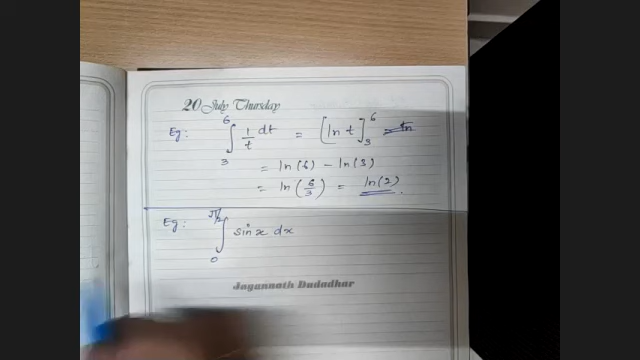 20 July Thursday
Eg: ∫₃⁶ 1/t dt = [ln t]₃⁶
= ln(6) - ln(3)
= ln(6/3) = ln(2).
Eg: ∫₀^(π/2) sin x dx
Jagannath Dudadhar